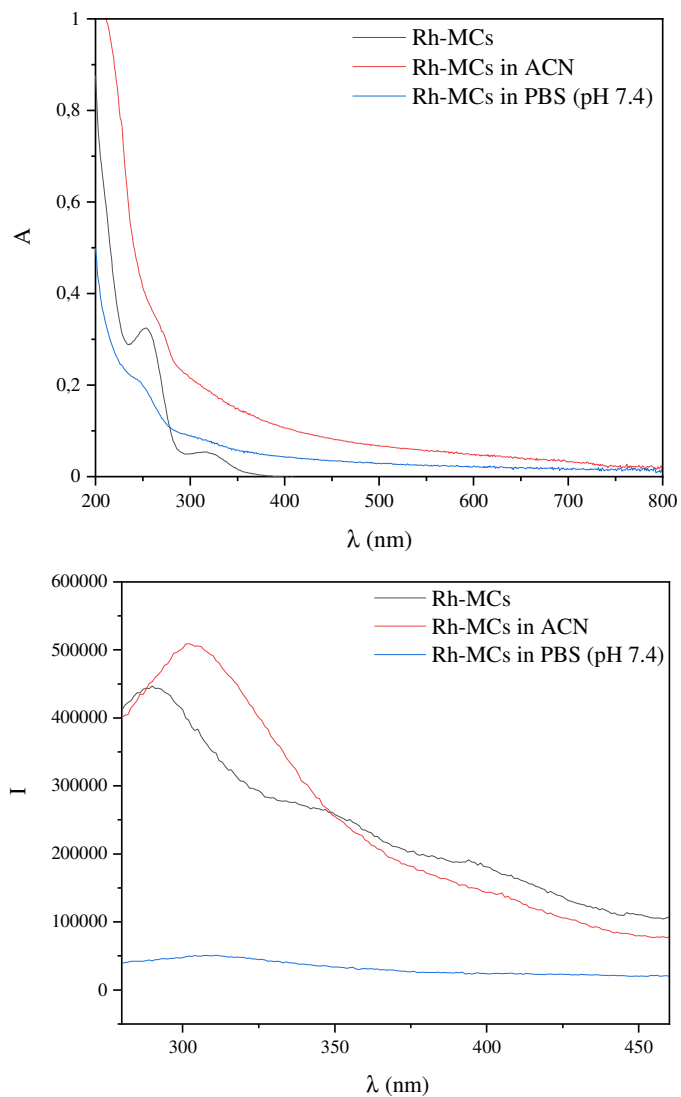 1
0,8
0,6
0,4
0,2
0
A
200 300 400 500 600 700 800
λ (nm)
Rh-MCs
Rh-MCs in ACN
Rh-MCs in PBS (pH 7.4)
600000
500000
400000
300000
200000
100000
0
I
300 350 400 450
λ (nm)
Rh-MCs
Rh-MCs in ACN
Rh-MCs in PBS (pH 7.4)